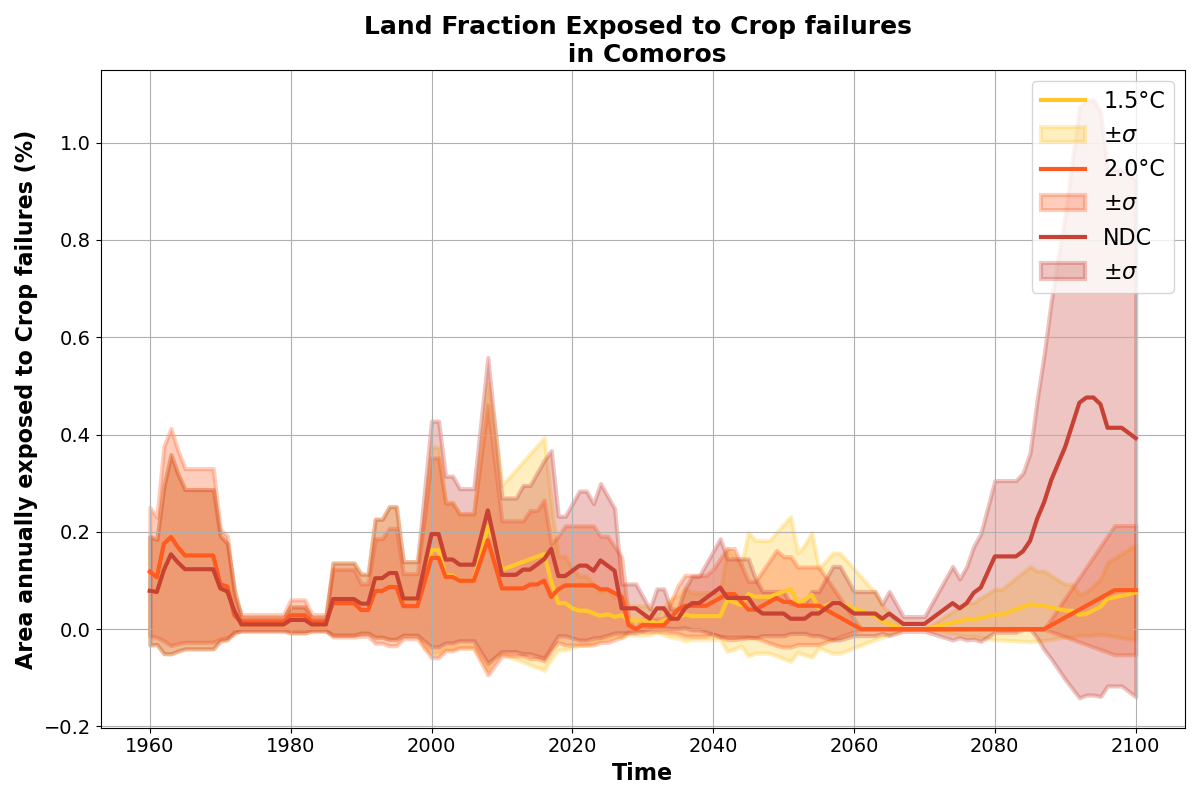 Land Fraction Exposed to Crop failures
in Comoros
Area annually exposed to Crop failures (%)
1.0
0.8
0.6
0.4
0.2
0.0
−0.2
1.5°C
±σ
2.0°C
±σ
NDC
±σ
1960
1980
2000
2020
2040
2060
2080
2100
Time